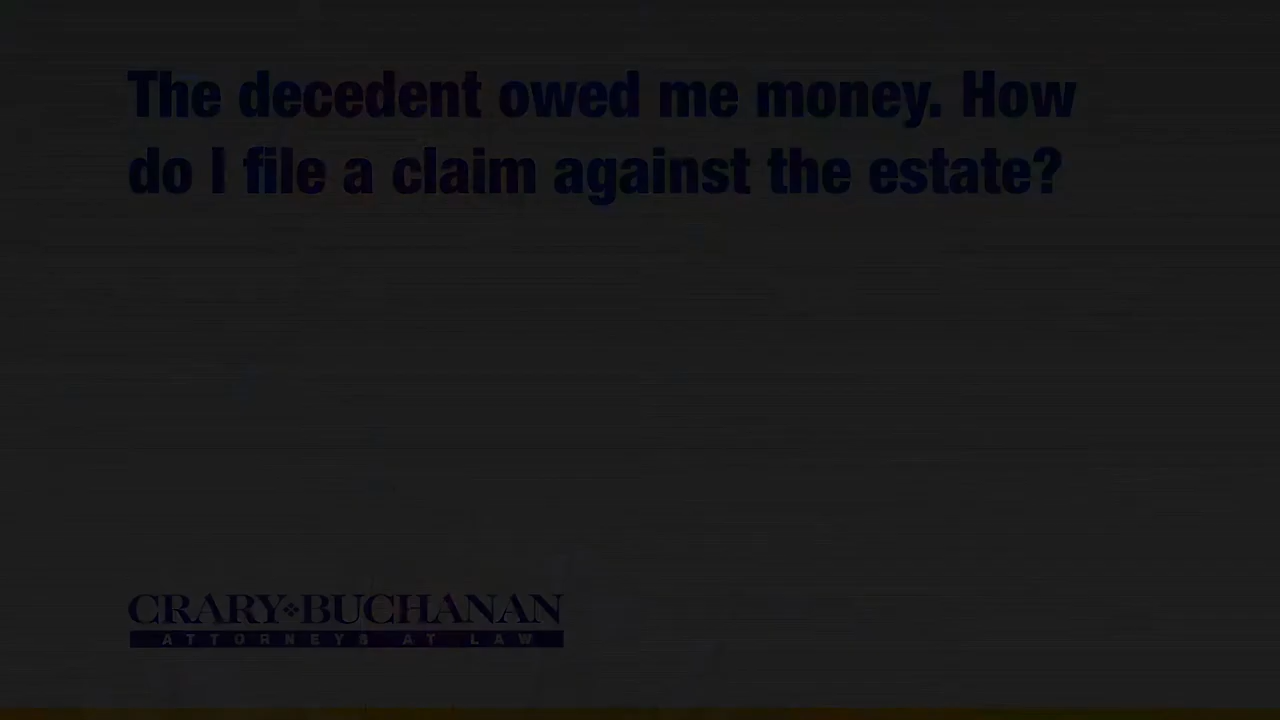 The decedent owed me money. How
do I file a claim against the estate?
CRARY❖BUCHANAN
ATTORNEYS AT LAW